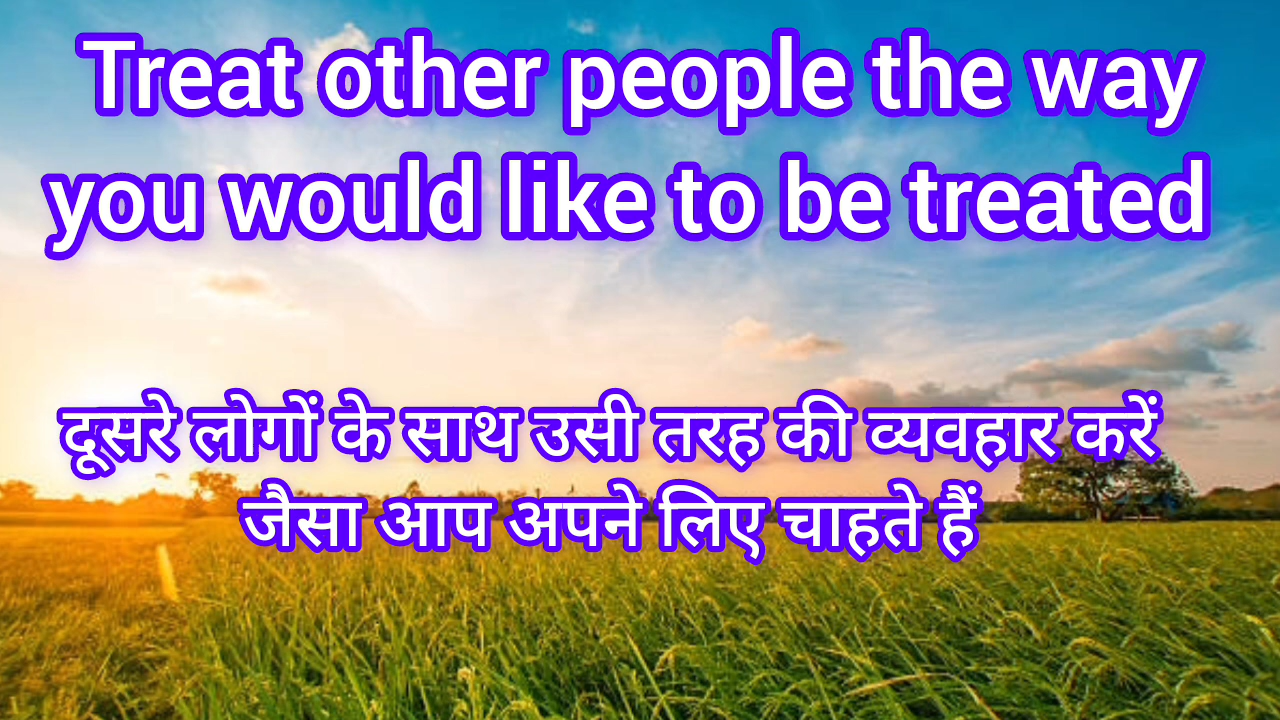 Treat other people the way
you would like to be treated
दूसरे लोगों के साथ उसी तरह की व्यवहार करें
जैसा आप अपने लिए चाहते हैं